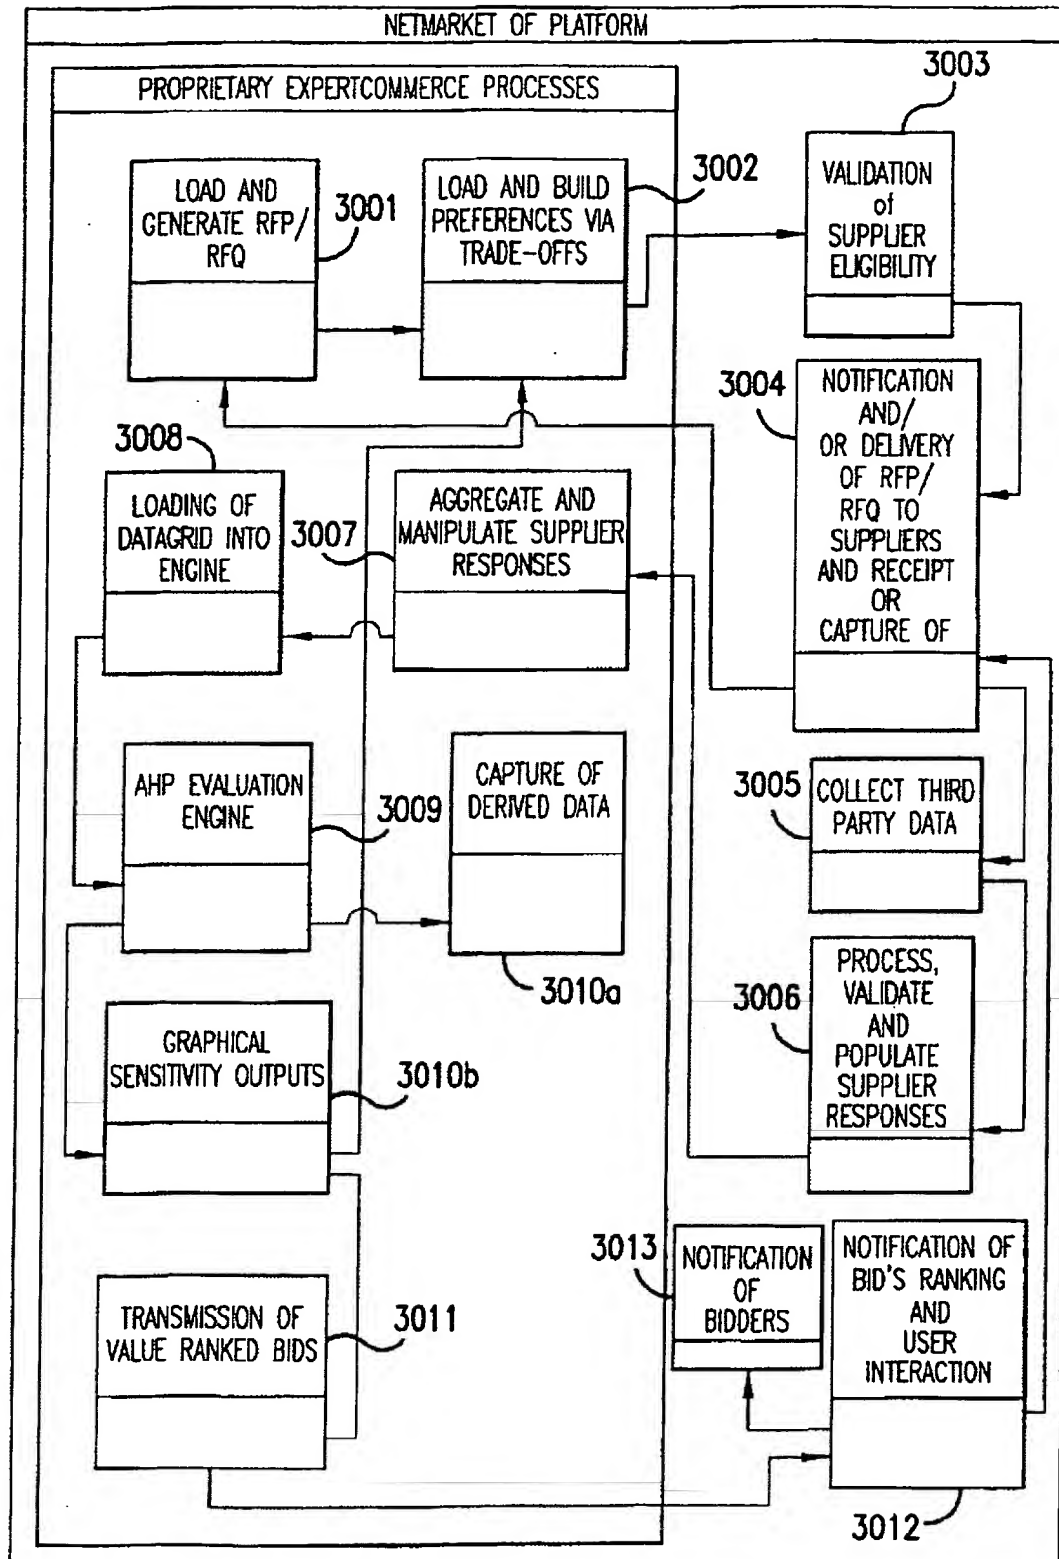 NETMARKET OF PLATFORM
PROPRIETARY EXPERTCOMMERCE PROCESSES
LOAD AND
GENERATE RFP/
RFQ
3001
LOAD AND BUILD
PREFERENCES VIA
TRADE-OFFS
3002
3003
VALIDATION
of
SUPPLIER
ELIGIBILITY
3004
NOTIFICATION
AND/
OR DELIVERY
OF RFP/
RFQ TO
SUPPLIERS
AND RECEIPT
OR
CAPTURE OF
3008
LOADING OF
DATAGRID INTO
ENGINE
3007
AGGREGATE AND
MANIPULATE SUPPLIER
RESPONSES
AHP EVALUATION
ENGINE
3009
CAPTURE OF
DERIVED DATA
3010a
3005
COLLECT THIRD
PARTY DATA
3006
PROCESS,
VALIDATE
AND
POPULATE
SUPPLIER
RESPONSES
GRAPHICAL
SENSITIVITY OUTPUTS
3010b
TRANSMISSION OF
VALUE RANKED BIDS
3011
3013
NOTIFICATION
OF
BIDDERS
NOTIFICATION OF
BID'S RANKING
AND
USER
INTERACTION
3012